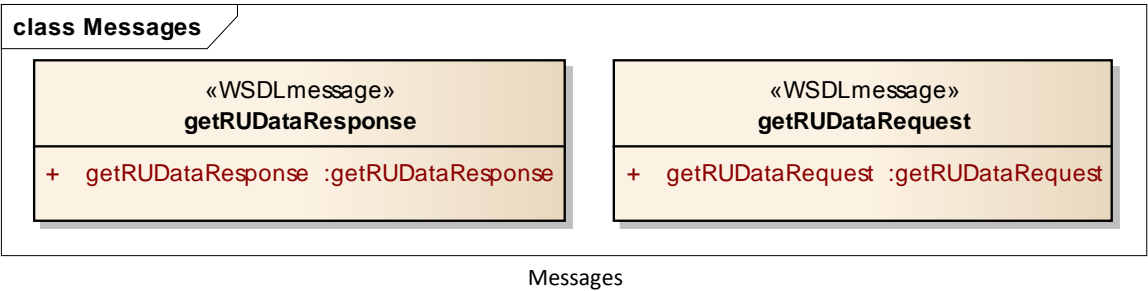 class Messages
«WSDLmessage»
getRUDataResponse
+ getRUDataResponse :getRUDataResponse
«WSDLmessage»
getRUDataRequest
+ getRUDataRequest :getRUDataRequest
Messages